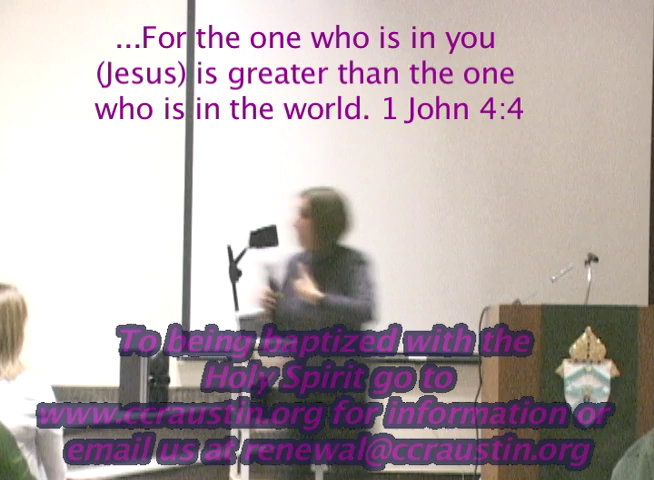 ...For the one who is in you
(Jesus) is greater than the one
who is in the world. 1 John 4:4
To being baptized with the
Holy Spirit go to
www.ccraustin.org for information or
email us at renewal@ccraustin.org